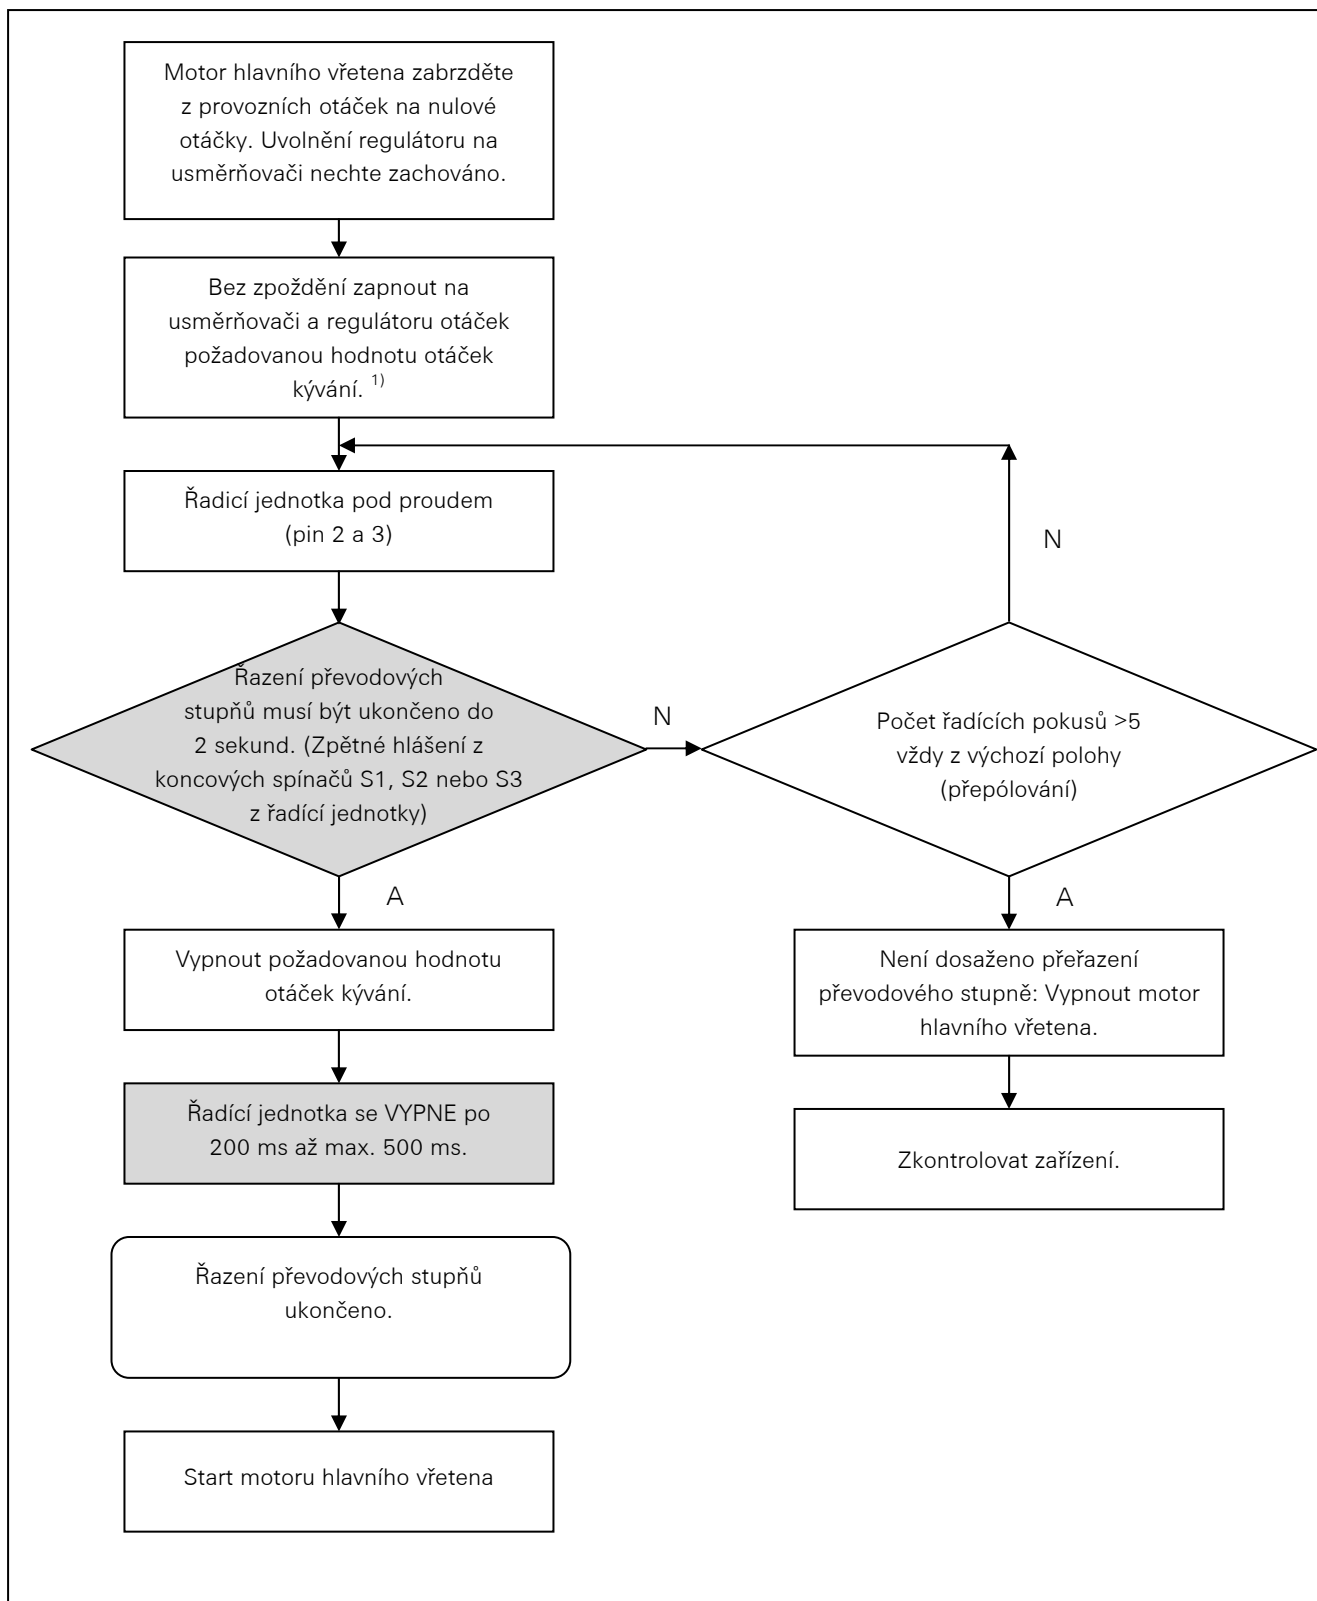 Motor hlavního vřetena zabrzděte
z provozních otáček na nulové
otáčky. Uvolnění regulátoru na
usměrňovači nechte zachováno.
Bez zpoždění zapnout na
usměrňovači a regulátoru otáček
požadovanou hodnotu otáček
kývání. 1)
Řadicí jednotka pod proudem
(pin 2 a 3)
N
Řazení převodových
stupňů musí být ukončeno do
2 sekund. (Zpětné hlášení z
koncových spínačů S1, S2 nebo S3
z řadící jednotky)
N
Počet řadících pokusů >5
vždy z výchozí polohy
(přepólování)
A
A
Vypnout požadovanou hodnotu
otáček kývání.
Není dosaženo přeřazení
převodového stupně: Vypnout motor
hlavního vřetena.
Řadící jednotka se VYPNE po
200 ms až max. 500 ms.
Zkontrolovat zařízení.
Řazení převodových stupňů
ukončeno.
Start motoru hlavního vřetena